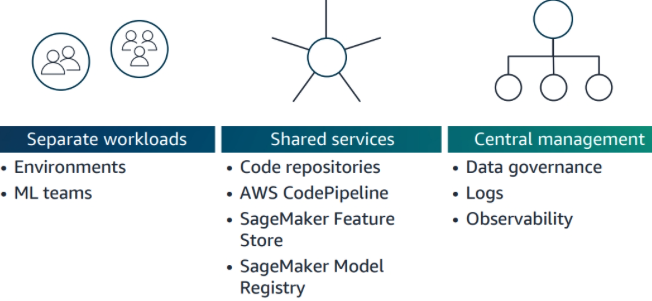 Separate workloads
• Environments
• ML teams
Shared services
• Code repositories
• AWS CodePipeline
• SageMaker Feature
Store
• SageMaker Model
Registry
Central management
• Data governance
• Logs
• Observability